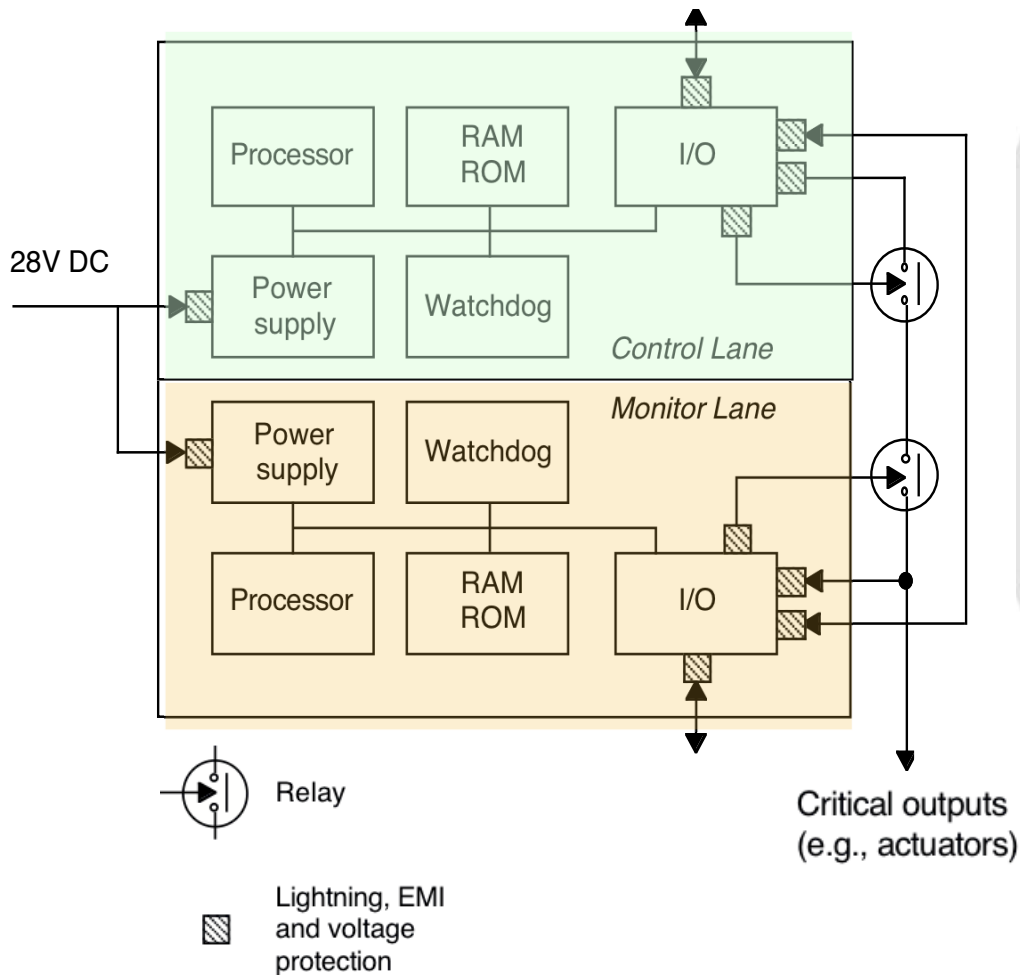 Processor
RAM
ROM
I/O
28V DC
Power
supply
Watchdog
Control Lane
Monitor Lane
Power
supply
Watchdog
Processor
RAM
ROM
I/O
Relay
Critical outputs
(e.g., actuators)
Lightning, EMI
and voltage
protection